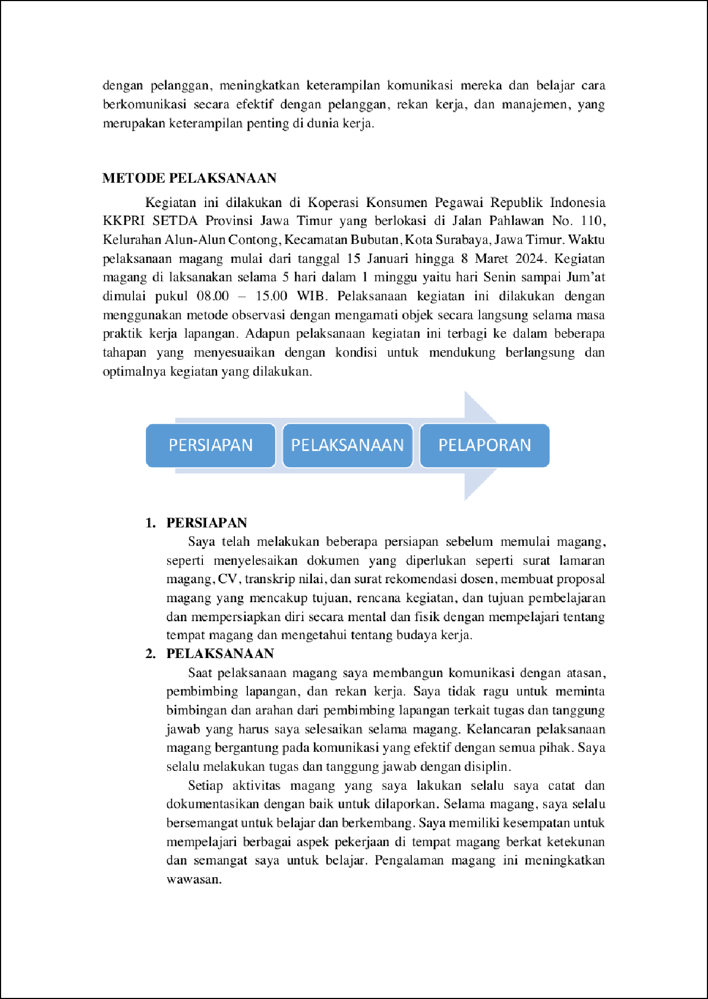 dengan pelanggan, meningkatkan keterampilan komunikasi mereka dan belajar cara
berkomunikasi secara efektif dengan pelanggan, rekan kerja, dan manajemen, yang
merupakan keterampilan penting di dunia kerja.
METODE PELAKSANAAN
Kegiatan ini dilakukan di Koperasi Konsumen Pegawai Republik Indonesia
KKPRI SETDA Provinsi Jawa Timur yang berlokasi di Jalan Pahlawan No. 110,
Kelurahan Alun-Alun Contong, Kecamatan Bubutan, Kota Surabaya, Jawa Timur. Waktu
pelaksanaan magang mulai dari tanggal 15 Januari hingga 8 Maret 2024. Kegiatan
magang di laksanakan selama 5 hari dalam 1 minggu yaitu hari Senin sampai Jum’at
dimulai pukul 08.00 – 15.00 WIB. Pelaksanaan kegiatan ini dilakukan dengan
menggunakan metode observasi dengan mengamati objek secara langsung selama masa
praktik kerja lapangan. Adapun pelaksanaan kegiatan ini terbagi ke dalam beberapa
tahapan yang menyesuaikan dengan kondisi untuk mendukung berlangsung dan
optimalnya kegiatan yang dilakukan.
PERSIAPAN PELAKSANAAN PELAPORAN
1. PERSIAPAN
Saya telah melakukan beberapa persiapan sebelum memulai magang,
seperti menyelesaikan dokumen yang diperlukan seperti surat lamaran
magang, CV, transkrip nilai, dan surat rekomendasi dosen, membuat proposal
magang yang mencakup tujuan, rencana kegiatan, dan tujuan pembelajaran
dan mempersiapkan diri secara mental dan fisik dengan mempelajari tentang
tempat magang dan mengetahui tentang budaya kerja.
2. PELAKSANAAN
Saat pelaksanaan magang saya membangun komunikasi dengan atasan,
pembimbing lapangan, dan rekan kerja. Saya tidak ragu untuk meminta
bimbingan dan arahan dari pembimbing lapangan terkait tugas dan tanggung
jawab yang harus saya selesaikan selama magang. Kelancaran pelaksanaan
magang bergantung pada komunikasi yang efektif dengan semua pihak. Saya
selalu melakukan tugas dan tanggung jawab dengan disiplin.
Setiap aktivitas magang yang saya lakukan selalu saya catat dan
dokumentasikan dengan baik untuk dilaporkan. Selama magang, saya selalu
bersemangat untuk belajar dan berkembang. Saya memiliki kesempatan untuk
mempelajari berbagai aspek pekerjaan di tempat magang berkat ketekunan
dan semangat saya untuk belajar. Pengalaman magang ini meningkatkan
wawasan.